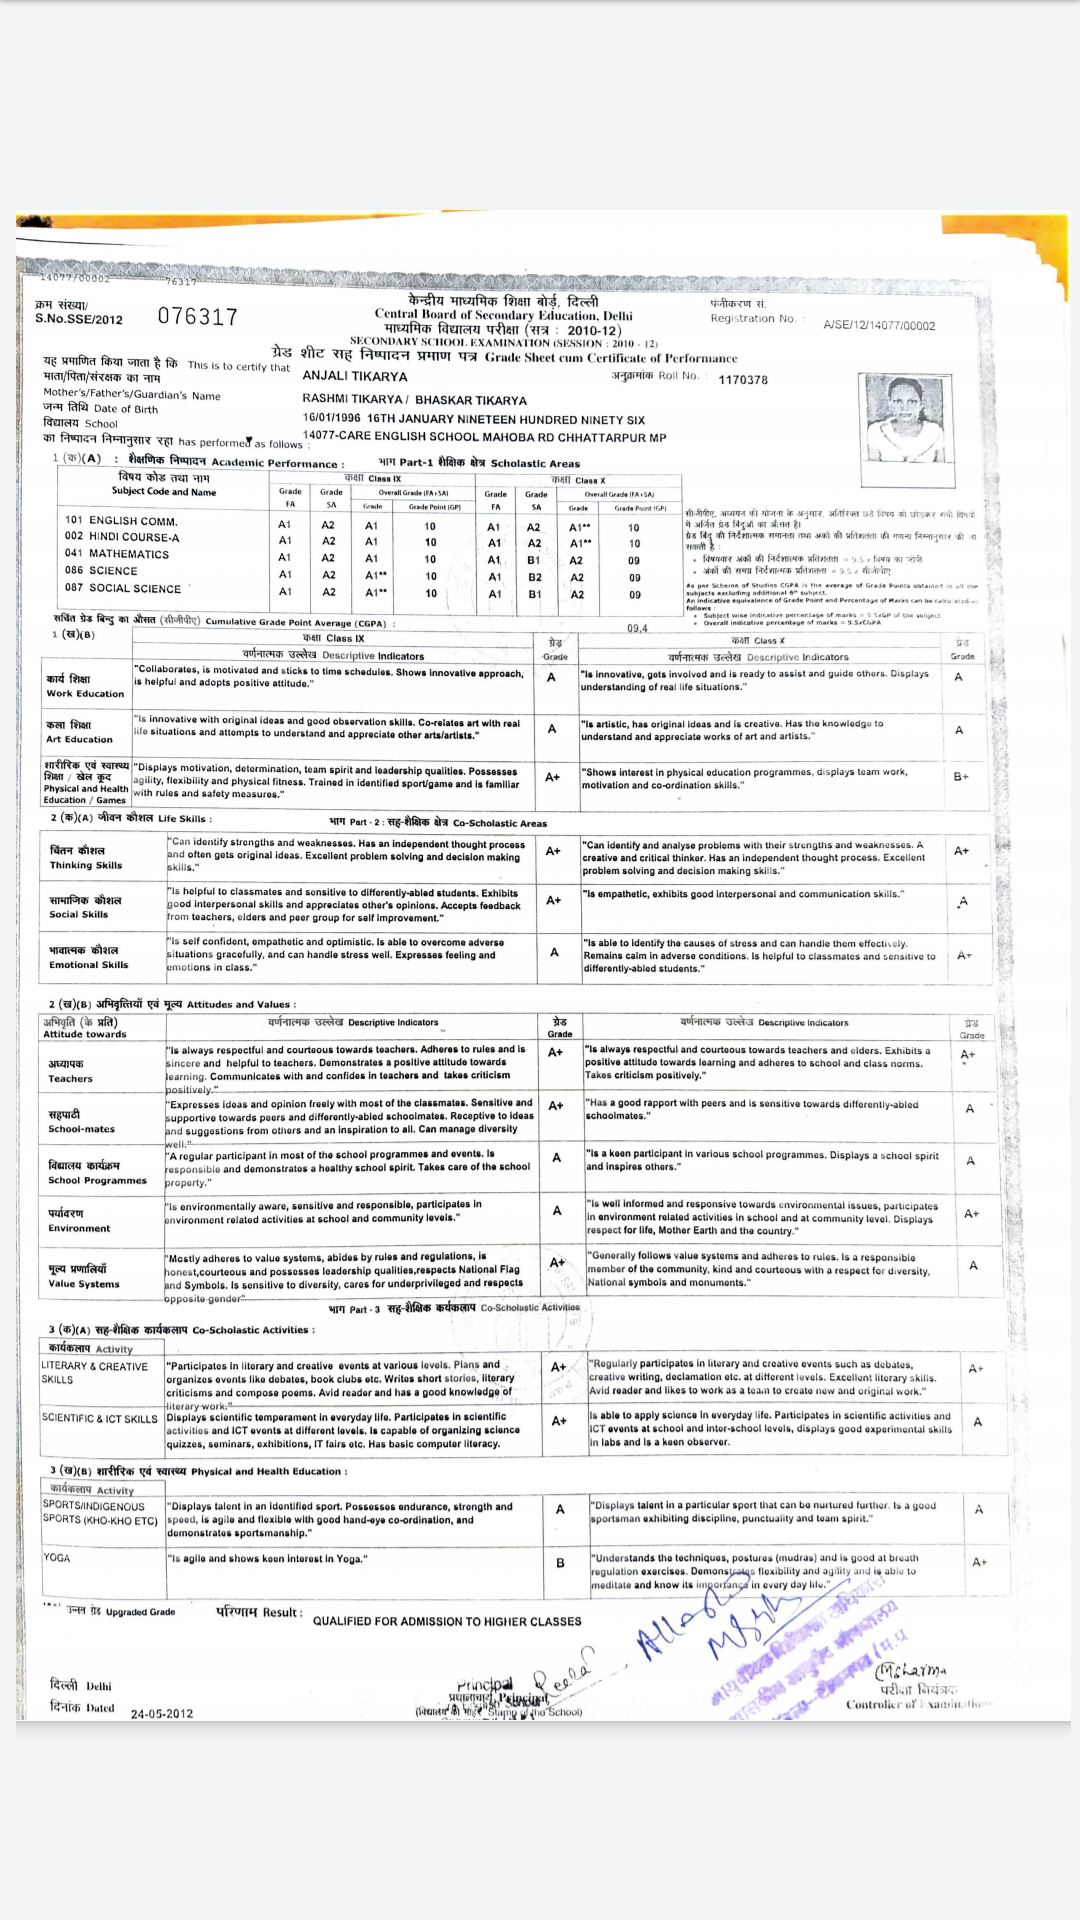 14077/00002 76317
क्रम संख्या/
S.No.SSE/2012 076317
केन्द्रीय माध्यमिक शिक्षा बोर्ड, दिल्ली
Central Board of Secondary Education, Delhi
माध्यमिक विद्यालय परीक्षा (सत्र : 2010-12)
SECONDARY SCHOOL EXAMINATION (SESSION : 2010 - 12)
पंजीकरण सं.
Registration No. : A/SE/12/14077/00002
ग्रेड शीट सह निष्पादन प्रमाण पत्र Grade Sheet cum Certificate of Performance
यह प्रमाणित किया जाता है कि This is to certify that ANJALI TIKARYA अनुक्रमांक Roll No. : 1170378
माता/पिता/संरक्षक का नाम
Mother's/Father's/Guardian's Name RASHMI TIKARYA / BHASKAR TIKARYA
जन्म तिथि Date of Birth 16/01/1996 16TH JANUARY NINETEEN HUNDRED NINETY SIX
विद्यालय School 14077-CARE ENGLISH SCHOOL MAHOBA RD CHHATTARPUR MP
का निष्पादन निम्नानुसार रहा has performed as follows :
1 (क)(A) : शैक्षणिक निष्पादन Academic Performance : भाग Part-1 शैक्षिक क्षेत्र Scholastic Areas
विषय कोड तथा नाम कक्षा Class IX कक्षा Class X
Subject Code and Name Grade FA Grade SA Overall Grade (FA+SA) Grade FA Grade SA Overall Grade (FA+SA)
Grade Grade Point (GP) Grade Grade Point (GP)
101 ENGLISH COMM. A1 A2 A1 10 A1 A2 A1** 10
002 HINDI COURSE-A A1 A2 A1 10 A1 A2 A1** 10
041 MATHEMATICS A1 A2 A1 10 A1 B1 A2 09
086 SCIENCE A1 A2 A1** 10 A1 B2 A2 09
087 SOCIAL SCIENCE A1 A2 A1** 10 A1 B1 A2 09
सीजीपीए, अध्ययन की योजना के अनुसार, अतिरिक्त छठे विषय को छोड़कर सभी विषयों
में अर्जित ग्रेड बिंदुओं का औसत है।
ग्रेड बिंदु की निर्देशात्मक समानता तथा अंकों की प्रतिशतता की गणना निम्नानुसार की जा
सकती है :
• विषयवार अंकों की निर्देशात्मक प्रतिशतता = 9.5 x विषय का जीपी
• अंकों की समग्र निर्देशात्मक प्रतिशतता = 9.5 x सीजीपीए
As per Scheme of Studies CGPA is the average of Grade Points obtained in all the
subjects excluding additional 6th subject.
An indicative equivalence of Grade Point and Percentage of Marks can be calculated as
follows :
• Subject wise indicative percentage of marks = 9.5xGP of the subject
• Overall indicative percentage of marks = 9.5xCGPA
संचित ग्रेड बिन्दु का औसत (सीजीपीए) Cumulative Grade Point Average (CGPA) : 09.4
1 (ख)(B) कक्षा Class IX ग्रेड Grade कक्षा Class X ग्रेड Grade
वर्णनात्मक उल्लेख Descriptive Indicators वर्णनात्मक उल्लेख Descriptive Indicators
कार्य शिक्षा
Work Education
"Collaborates, is motivated and sticks to time schedules. Shows innovative approach,
is helpful and adopts positive attitude." A
"Is innovative, gets involved and is ready to assist and guide others. Displays
understanding of real life situations." A
कला शिक्षा
Art Education
"Is innovative with original ideas and good observation skills. Co-relates art with real
life situations and attempts to understand and appreciate other arts/artists." A
"Is artistic, has original ideas and is creative. Has the knowledge to
understand and appreciate works of art and artists." A
शारीरिक एवं स्वास्थ्य
शिक्षा / खेल कूद
Physical and Health
Education / Games
"Displays motivation, determination, team spirit and leadership qualities. Possesses
agility, flexibility and physical fitness. Trained in identified sport/game and is familiar
with rules and safety measures." A+
"Shows interest in physical education programmes, displays team work,
motivation and co-ordination skills." B+
2 (क)(A) जीवन कौशल Life Skills : भाग Part - 2 : सह-शैक्षिक क्षेत्र Co-Scholastic Areas
चिंतन कौशल
Thinking Skills
"Can identify strengths and weaknesses. Has an independent thought process
and often gets original ideas. Excellent problem solving and decision making
skills." A+
"Can identify and analyse problems with their strengths and weaknesses. A
creative and critical thinker. Has an independent thought process. Excellent
problem solving and decision making skills." A+
सामाजिक कौशल
Social Skills
"Is helpful to classmates and sensitive to differently-abled students. Exhibits
good interpersonal skills and appreciates other's opinions. Accepts feedback
from teachers, elders and peer group for self improvement." A+
"Is empathetic, exhibits good interpersonal and communication skills." A
भावात्मक कौशल
Emotional Skills
"Is self confident, empathetic and optimistic. Is able to overcome adverse
situations gracefully, and can handle stress well. Expresses feeling and
emotions in class." A
"Is able to identify the causes of stress and can handle them effectively.
Remains calm in adverse conditions. Is helpful to classmates and sensitive to
differently-abled students." A+
2 (ख)(B) अभिवृत्तियाँ एवं मूल्य Attitudes and Values :
अभिवृति (के प्रति) वर्णनात्मक उल्लेख Descriptive Indicators ग्रेड वर्णनात्मक उल्लेख Descriptive Indicators ग्रेड
Attitude towards Grade Grade
अध्यापक
Teachers
"Is always respectful and courteous towards teachers. Adheres to rules and is
sincere and helpful to teachers. Demonstrates a positive attitude towards
learning. Communicates with and confides in teachers and takes criticism
positively." A+
"Is always respectful and courteous towards teachers and elders. Exhibits a
positive attitude towards learning and adheres to school and class norms.
Takes criticism positively." A+
सहपाठी
School-mates
"Expresses ideas and opinion freely with most of the classmates. Sensitive and
supportive towards peers and differently-abled schoolmates. Receptive to ideas
and suggestions from others and an inspiration to all. Can manage diversity
well." A+
"Has a good rapport with peers and is sensitive towards differently-abled
schoolmates." A
विद्यालय कार्यक्रम
School Programmes
"A regular participant in most of the school programmes and events. Is
responsible and demonstrates a healthy school spirit. Takes care of the school
property." A
"Is a keen participant in various school programmes. Displays a school spirit
and inspires others." A
पर्यावरण
Environment
"Is environmentally aware, sensitive and responsible, participates in
environment related activities at school and community levels." A
"Is well informed and responsive towards environmental issues, participates
in environment related activities in school and at community level. Displays
respect for life, Mother Earth and the country." A+
मूल्य प्रणालियाँ
Value Systems
"Mostly adheres to value systems, abides by rules and regulations, is
honest,courteous and possesses leadership qualities,respects National Flag
and Symbols. Is sensitive to diversity, cares for underprivileged and respects
opposite gender" A+
"Generally follows value systems and adheres to rules. Is a responsible
member of the community, kind and courteous with a respect for diversity,
National symbols and monuments." A
भाग Part - 3 सह-शैक्षिक कार्यकलाप Co-Scholastic Activities
3 (क)(A) सह-शैक्षिक कार्यकलाप Co-Scholastic Activities :
कार्यकलाप Activity
LITERARY & CREATIVE
SKILLS
"Participates in literary and creative events at various levels. Plans and
organizes events like debates, book clubs etc. Writes short stories, literary
criticisms and compose poems. Avid reader and has a good knowledge of
literary work." A+
"Regularly participates in literary and creative events such as debates,
creative writing, declamation etc. at different levels. Excellent literary skills.
Avid reader and likes to work as a team to create new and original work." A+
SCIENTIFIC & ICT SKILLS
Displays scientific temperament in everyday life. Participates in scientific
activities and ICT events at different levels. Is capable of organizing science
quizzes, seminars, exhibitions, IT fairs etc. Has basic computer literacy. A+
Is able to apply science in everyday life. Participates in scientific activities and
ICT events at school and inter-school levels, displays good experimental skills
in labs and is a keen observer. A
3 (ख)(B) शारीरिक एवं स्वास्थ्य Physical and Health Education :
कार्यकलाप Activity
SPORTS/INDIGENOUS
SPORTS (KHO-KHO ETC)
"Displays talent in an identified sport. Possesses endurance, strength and
speed, is agile and flexible with good hand-eye co-ordination, and
demonstrates sportsmanship." A
"Displays talent in a particular sport that can be nurtured further. Is a good
sportsman exhibiting discipline, punctuality and team spirit." A
YOGA
"Is agile and shows keen interest in Yoga." B
"Understands the techniques, postures (mudras) and is good at breath
regulation exercises. Demonstrates flexibility and agility and is able to
meditate and know its importance in every day life." A+
उन्नत ग्रेड Upgraded Grade परिणाम Result : QUALIFIED FOR ADMISSION TO HIGHER CLASSES
दिल्ली Delhi
दिनांक Dated 24-05-2012
Principal
प्रधानाचार्य Principal
(विद्यालय की मोहर Stamp of the School)
परीक्षा नियंत्रक
Controller of Examinations